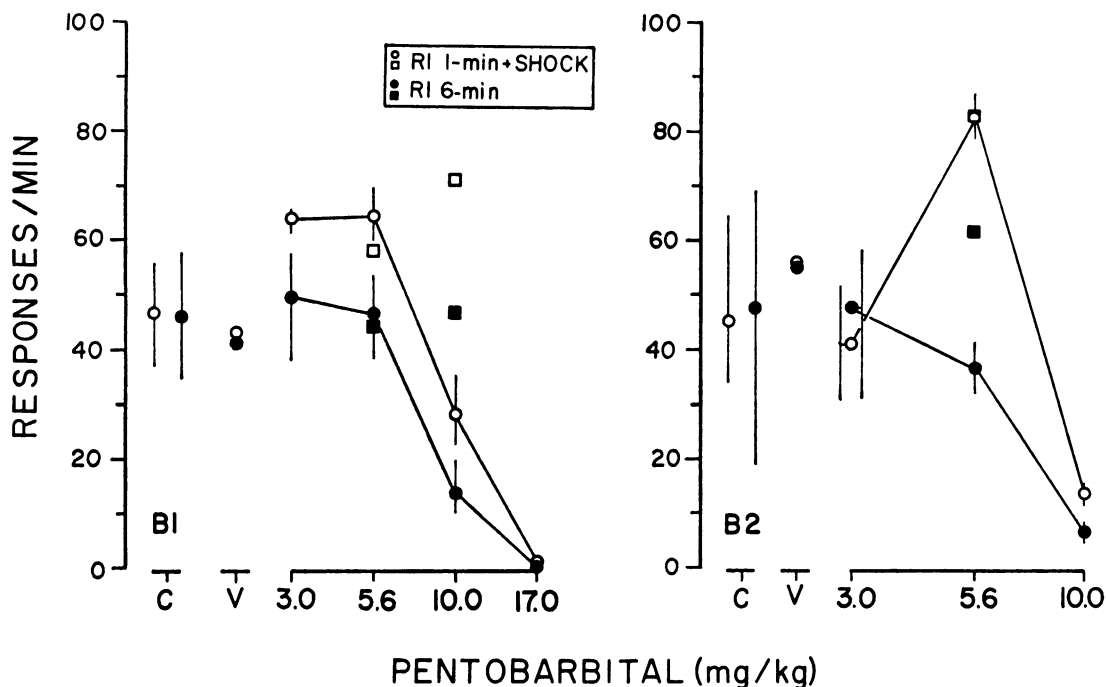 RESPONSES/MIN
100
80
60
40
20
0
RI 1-min+SHOCK
RI 6-min
B1
C V 3.0 5.6 10.0 17.0
100
80
60
40
20
0
B2
C V 3.0 5.6 10.0
PENTOBARBITAL (mg/kg)